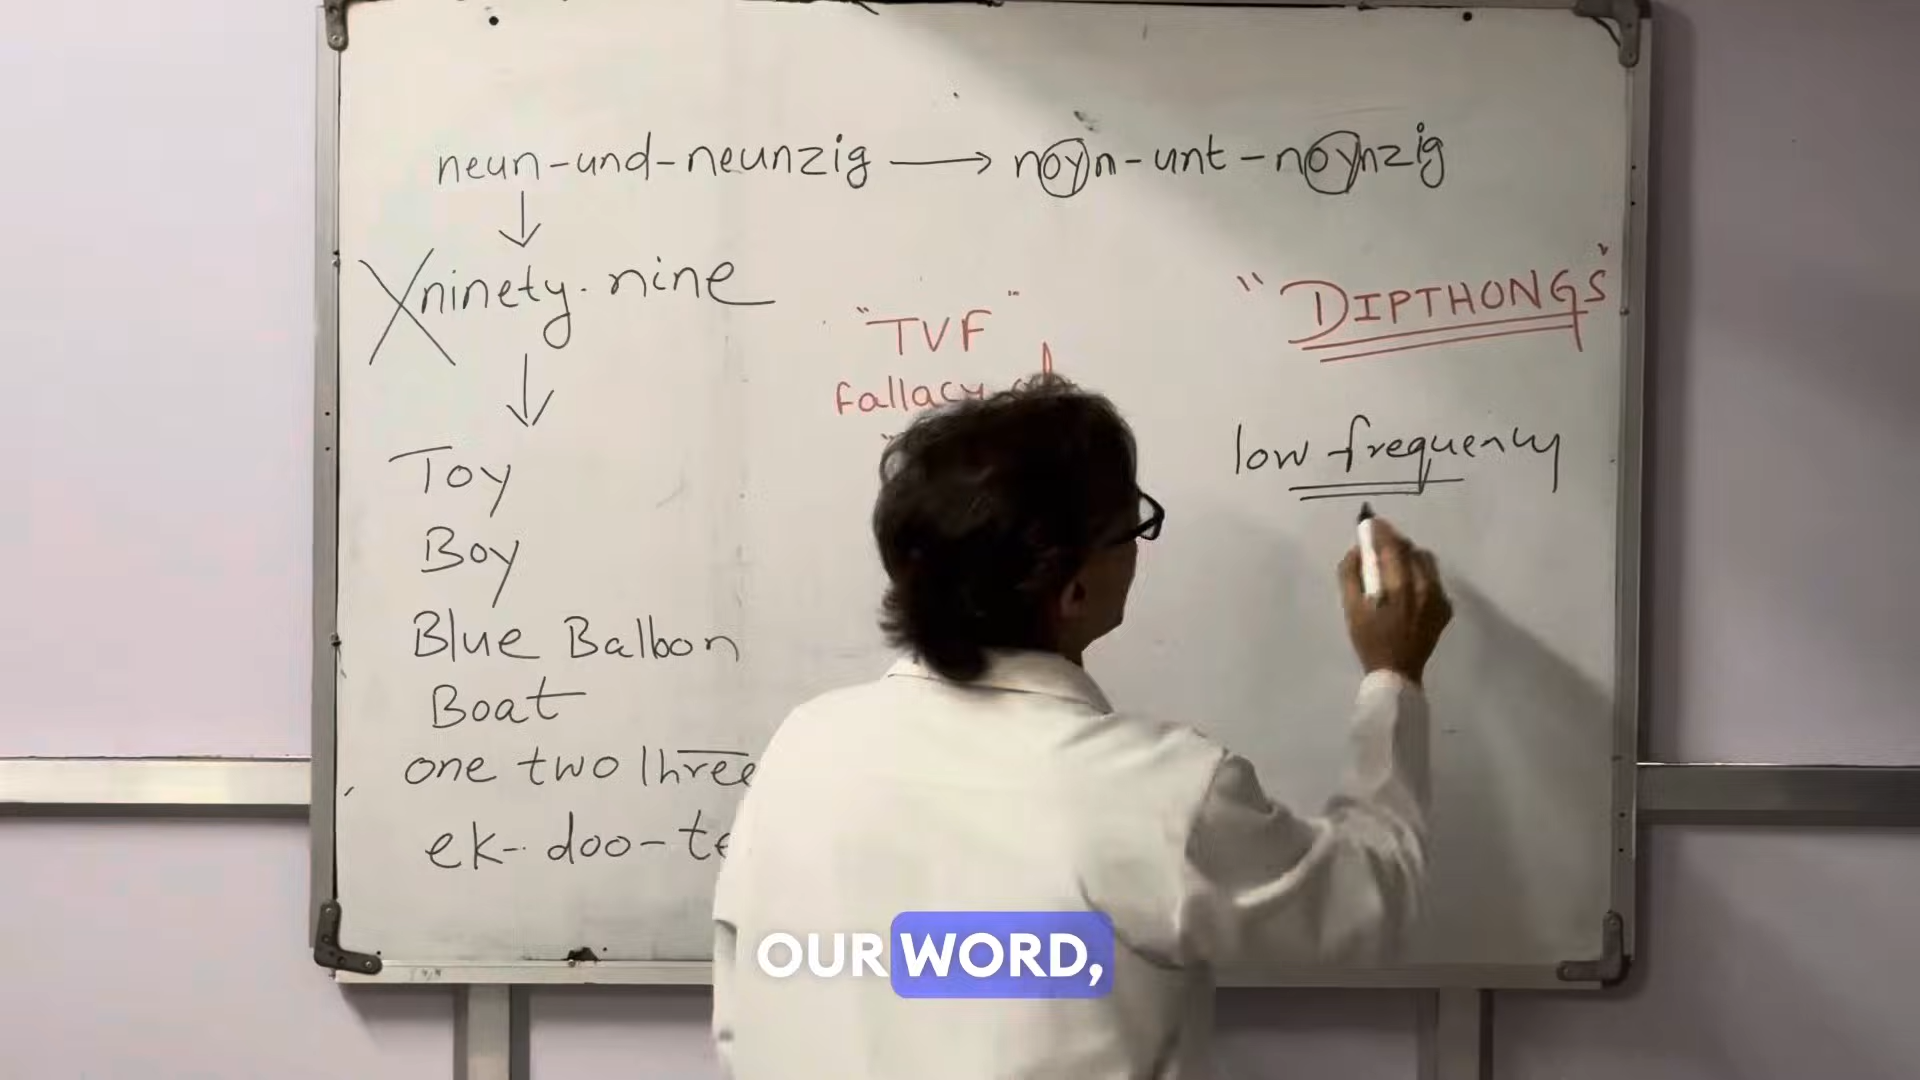 neun-und-neunzig → noyn-unt-noynzig
↓
ninety-nine
"DIPTHONGS"
"TVF"
fallacy of
↓
low frequency
Toy
Boy
Blue Balloon
Boat
one two three
ek-doo-te
OUR WORD,